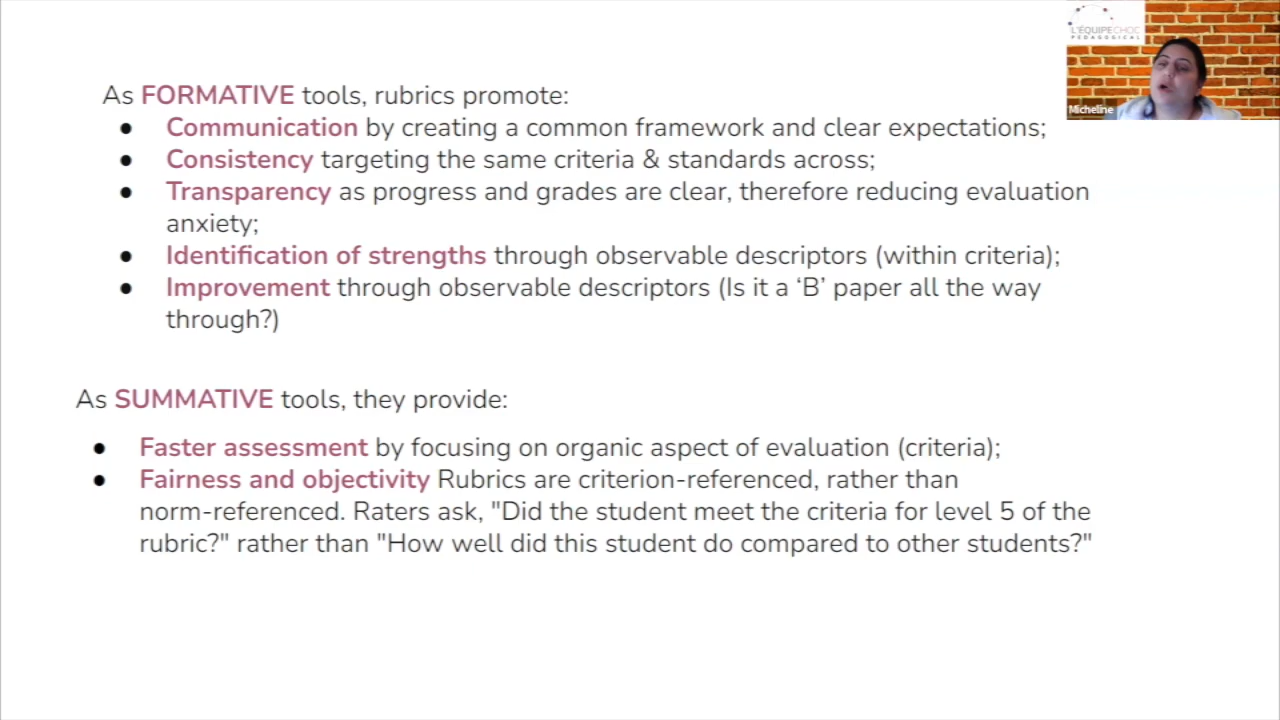 L'ÉQUIPECHOC
PEDAGOGICAL
Micheline
As FORMATIVE tools, rubrics promote:
● Communication by creating a common framework and clear expectations;
● Consistency targeting the same criteria & standards across;
● Transparency as progress and grades are clear, therefore reducing evaluation
anxiety;
● Identification of strengths through observable descriptors (within criteria);
● Improvement through observable descriptors (Is it a ‘B’ paper all the way
through?)
As SUMMATIVE tools, they provide:
● Faster assessment by focusing on organic aspect of evaluation (criteria);
● Fairness and objectivity Rubrics are criterion-referenced, rather than
norm-referenced. Raters ask, "Did the student meet the criteria for level 5 of the
rubric?" rather than "How well did this student do compared to other students?"